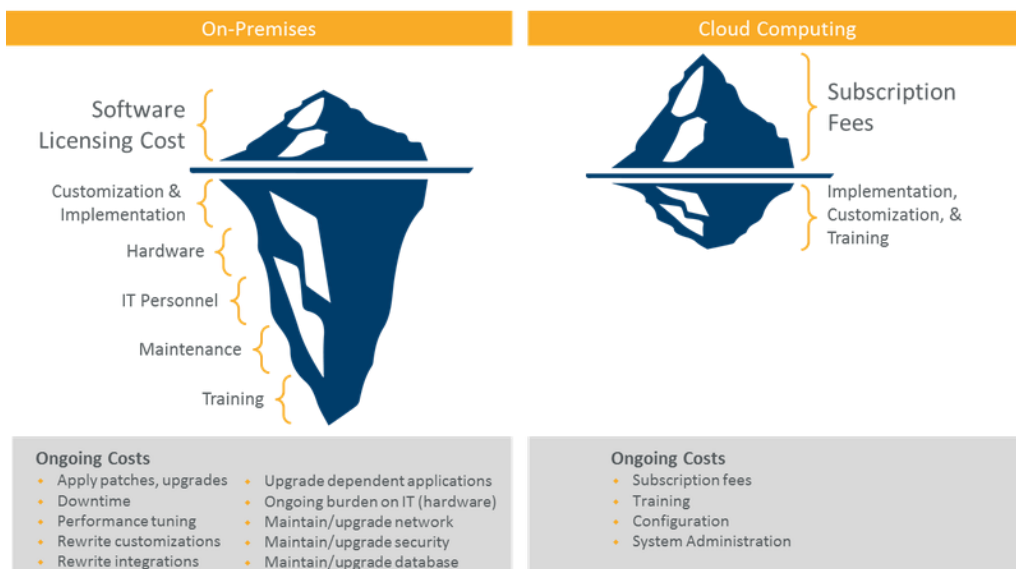 On-Premises
Software
Licensing Cost
Customization &
Implementation
Hardware
IT Personnel
Maintenance
Training
Ongoing Costs
Apply patches, upgrades
Downtime
Performance tuning
Rewrite customizations
Rewrite integrations
Upgrade dependent applications
Ongoing burden on IT (hardware)
Maintain/upgrade network
Maintain/upgrade security
Maintain/upgrade database
Cloud Computing
Subscription
Fees
Implementation,
Customization, &
Training
Ongoing Costs
Subscription fees
Training
Configuration
System Administration